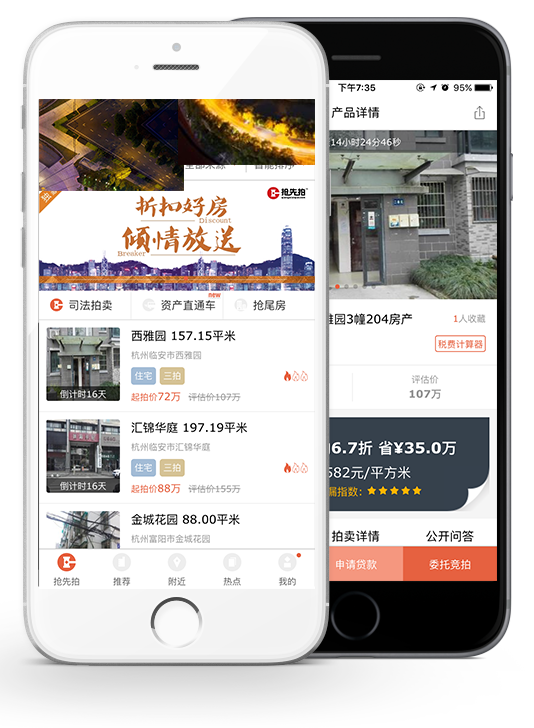 折扣好房
Discount
倾情放送
Breaker
抢先拍
司法拍卖
资产直通车
new
抢尾房
西雅园 157.15平米
杭州临安市西雅园
住宅 三拍
起拍价72万 评估价107万
倒计时16天
汇锦华庭 197.19平米
杭州临安市汇锦华庭
住宅 三拍
起拍价88万 评估价155万
倒计时16天
金城花园 88.00平米
杭州富阳市金城花园
抢先拍
推荐
附近
热点
我的
下午7:35
95%
产品详情
14小时24分46秒
园3幢204房产
1人收藏
税费计算器
评估价
107万
6.7折 省¥35.0万
582元/平方米
漏指数:
拍卖详情
公开问答
申请贷款
委托竞拍